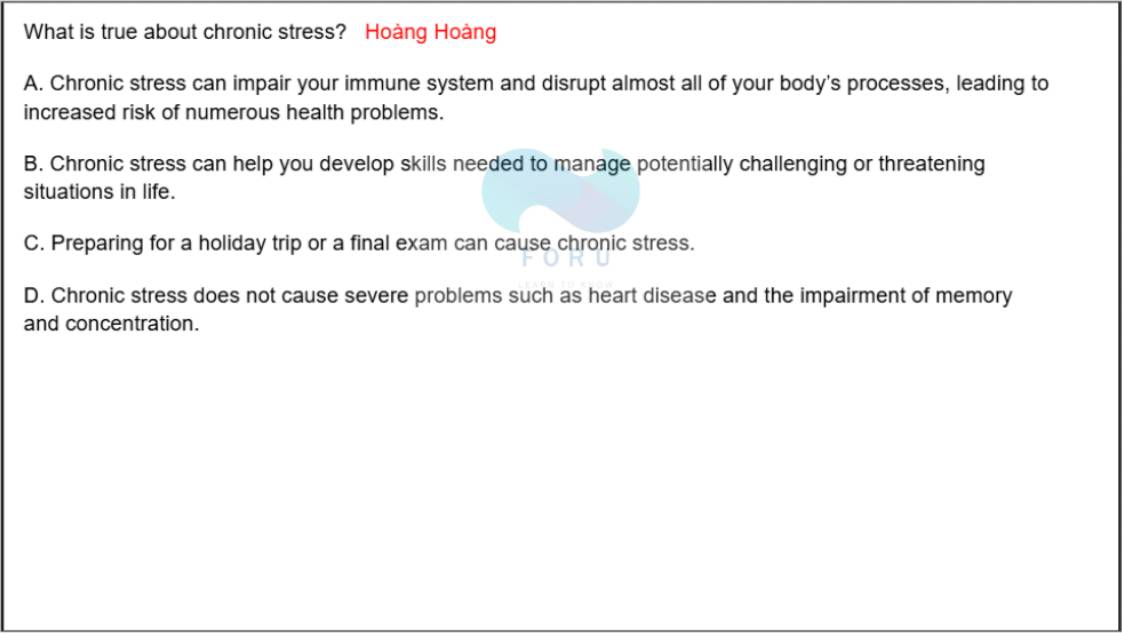 What is true about chronic stress? Hoàng Hoàng
A. Chronic stress can impair your immune system and disrupt almost all of your body's processes, leading to
increased risk of numerous health problems.
B. Chronic stress can help you develop skills needed to manage potentially challenging or threatening
situations in life.
C. Preparing for a holiday trip or a final exam can cause chronic stress.
FORU
LEARN TO KNOW
D. Chronic stress does not cause severe problems such as heart disease and the impairment of memory
and concentration.